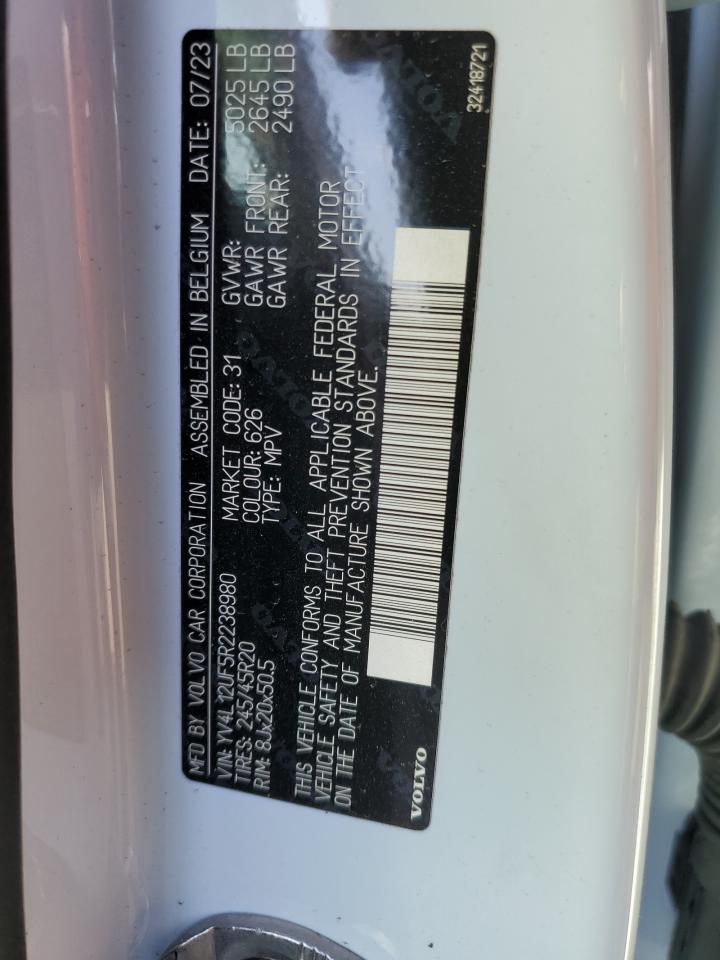 MFD BY VOLVO CAR CORPORATION ASSEMBLED IN BELGIUM DATE: 07/23
VIN: YV4L12UF5R2238980 MARKET CODE: 31 GVWR: 5025 LB
TIRES: 245/45R20 COLOUR: 626 GAWR FRONT: 2645 LB
RIM: 8Jx20x50.5 TYPE: MPV GAWR REAR: 2490 LB
THIS VEHICLE CONFORMS TO ALL APPLICABLE FEDERAL MOTOR
VEHICLE SAFETY AND THEFT PREVENTION STANDARDS IN EFFECT
ON THE DATE OF MANUFACTURE SHOWN ABOVE.
VOLVO 32418721